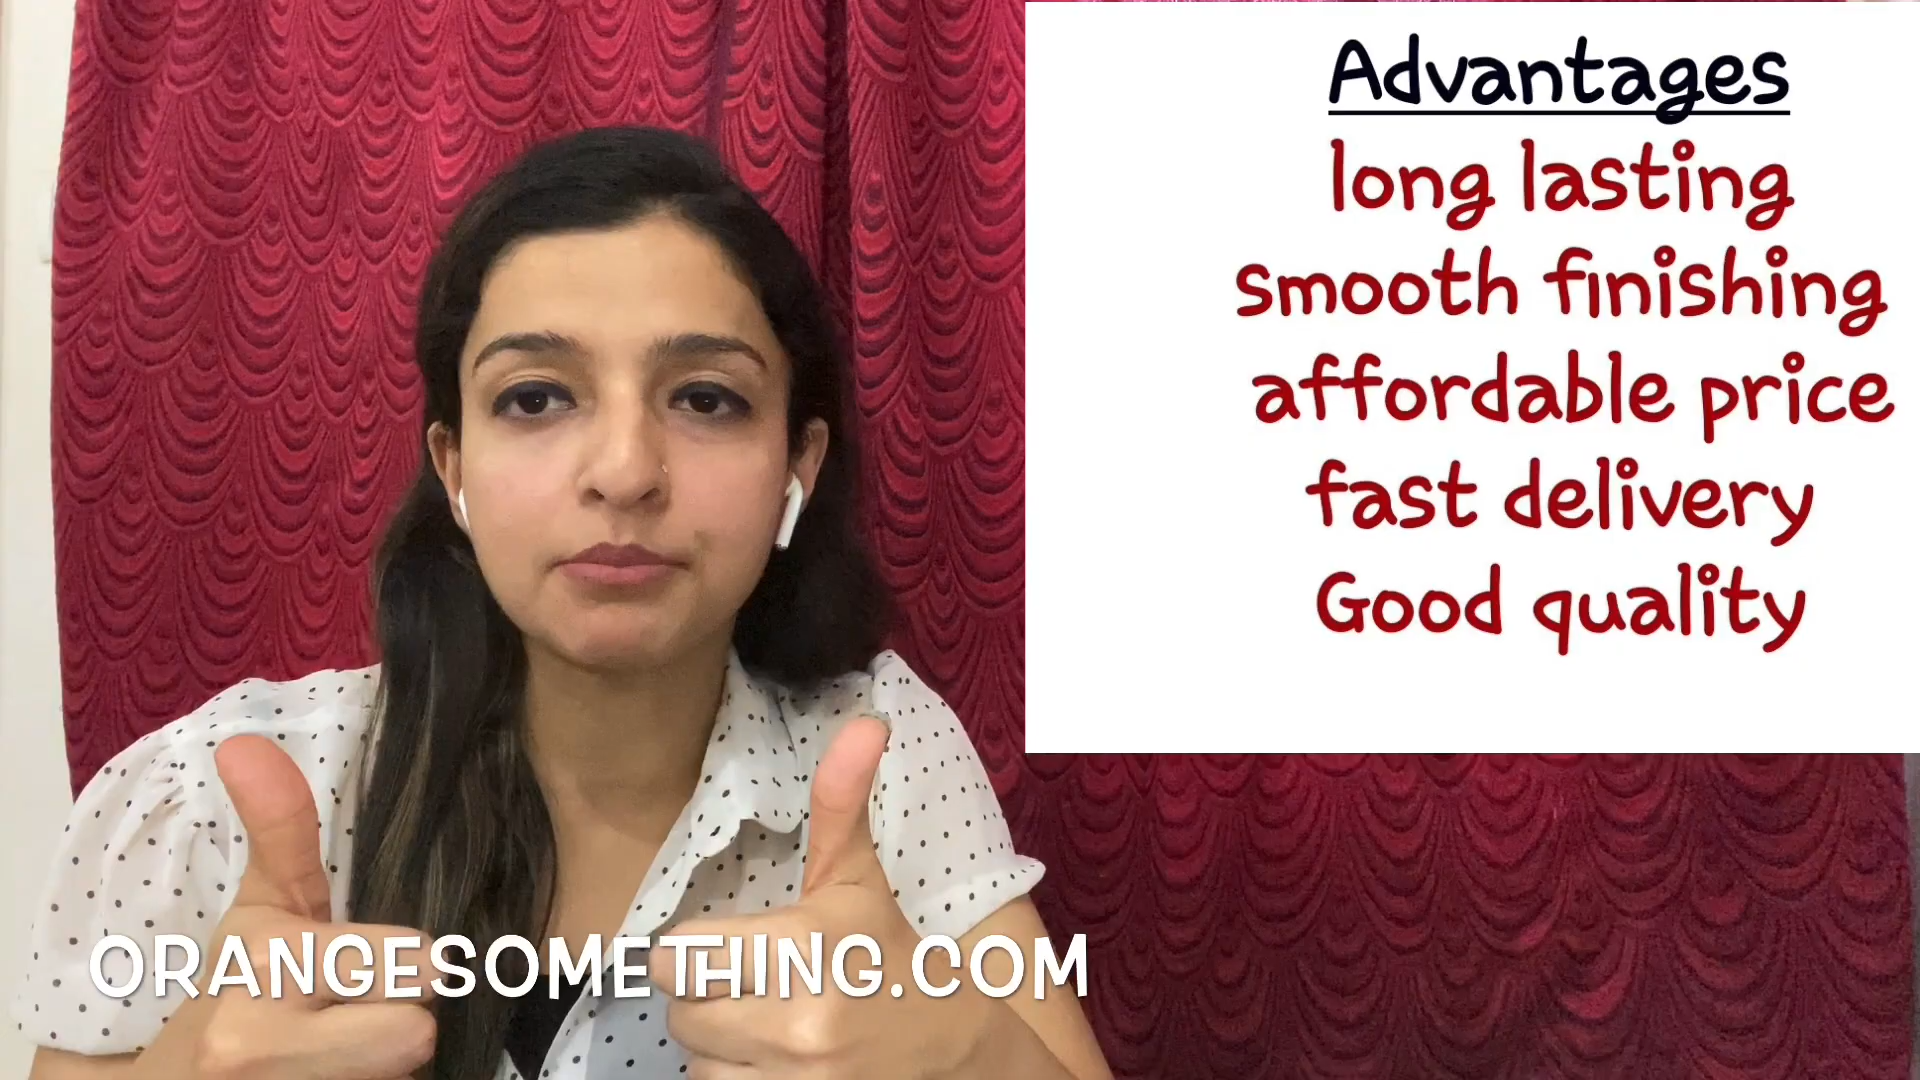 Advantages
long lasting
smooth finishing
affordable price
fast delivery
Good quality
ORANGESOMETHING.COM